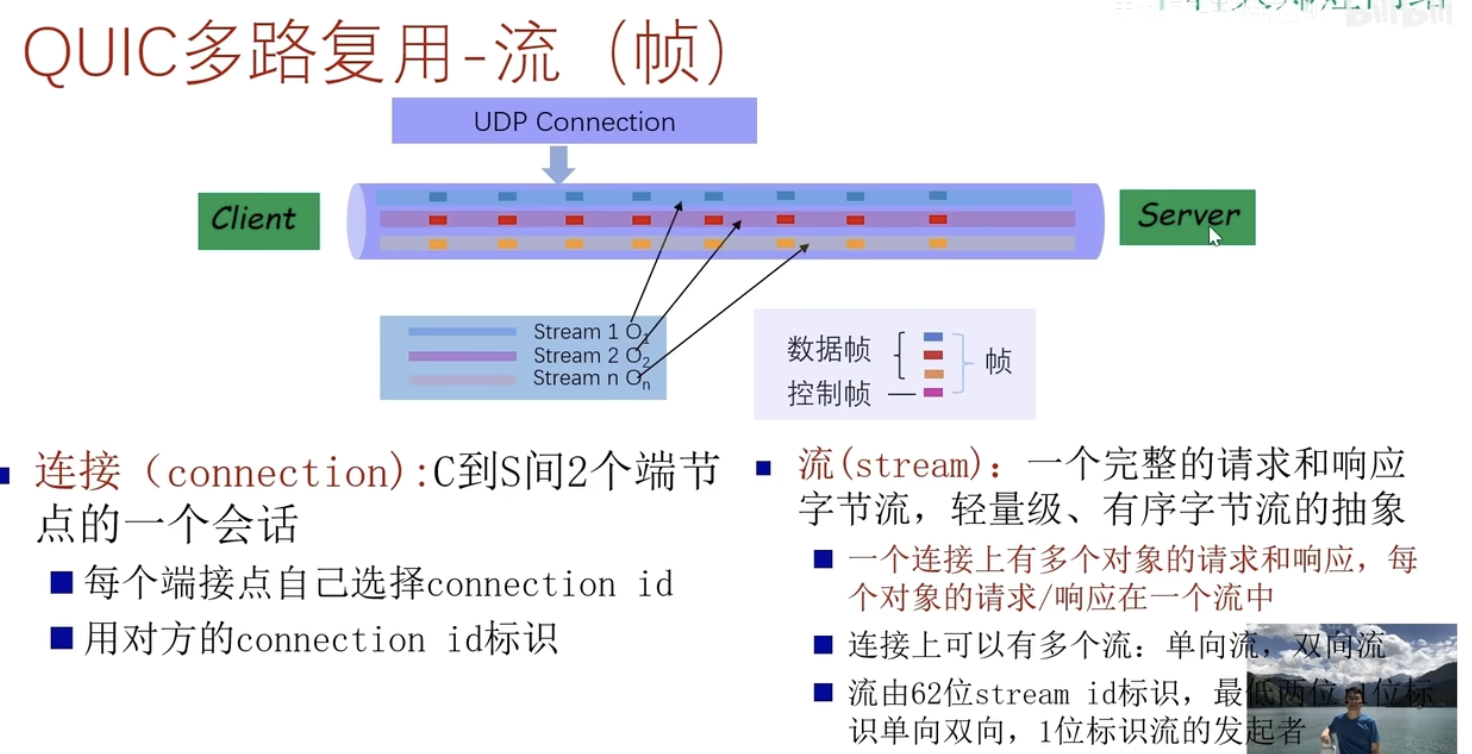 bilibili
QUIC多路复用-流（帧）
UDP Connection
Client
Server
Stream 1 O1
Stream 2 O2
Stream n On
数据帧
控制帧
帧
连接（connection):C到S间2个端节
点的一个会话
每个端接点自己选择connection id
用对方的connection id标识
流(stream): 一个完整的请求和响应
字节流，轻量级、有序字节流的抽象
一个连接上有多个对象的请求和响应，每
个对象的请求/响应在一个流中
连接上可以有多个流: 单向流，双向流
流由62位stream id标识，最低两位:1位标
识单向双向，1位标识流的发起者